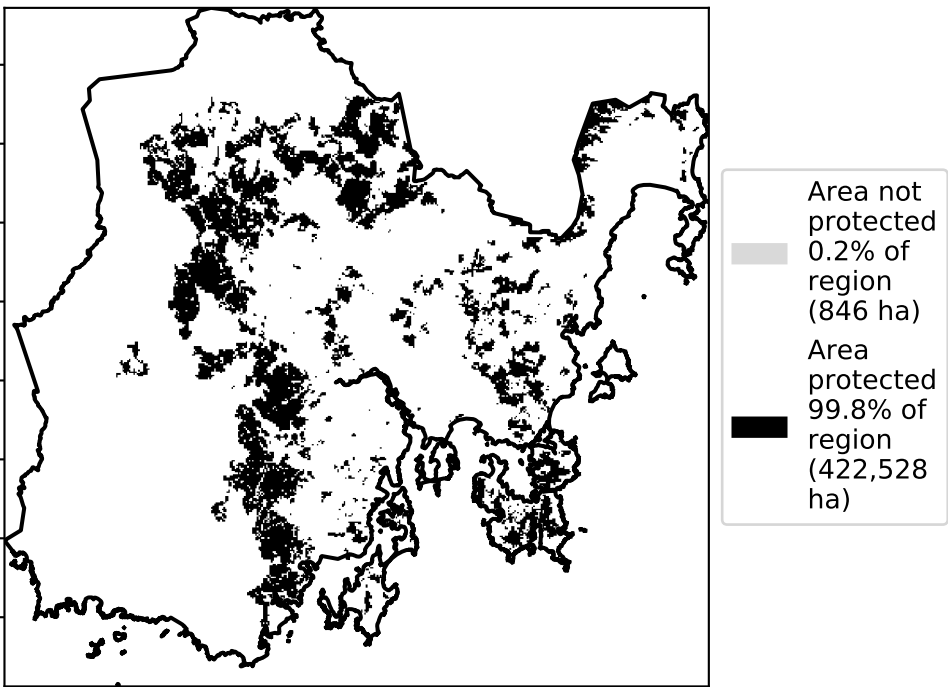 Area not
protected
0.2% of
region
(846 ha)
Area
protected
99.8% of
region
(422,528
ha)